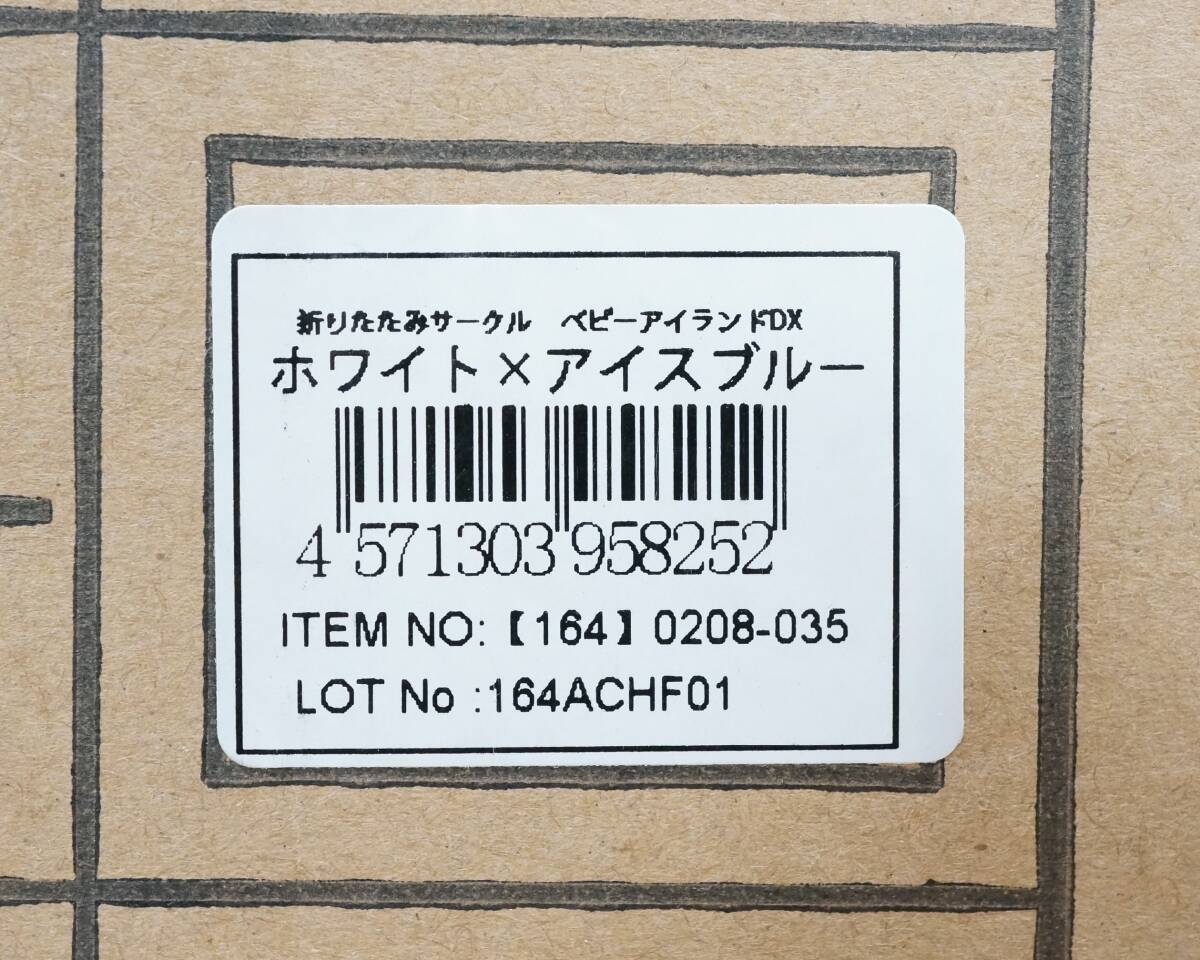 折りたたみサークル　ベビーアイランドDX
ホワイト×アイスブルー
4 571303 958252
ITEM NO:【164】0208-035
LOT No :164ACHF01